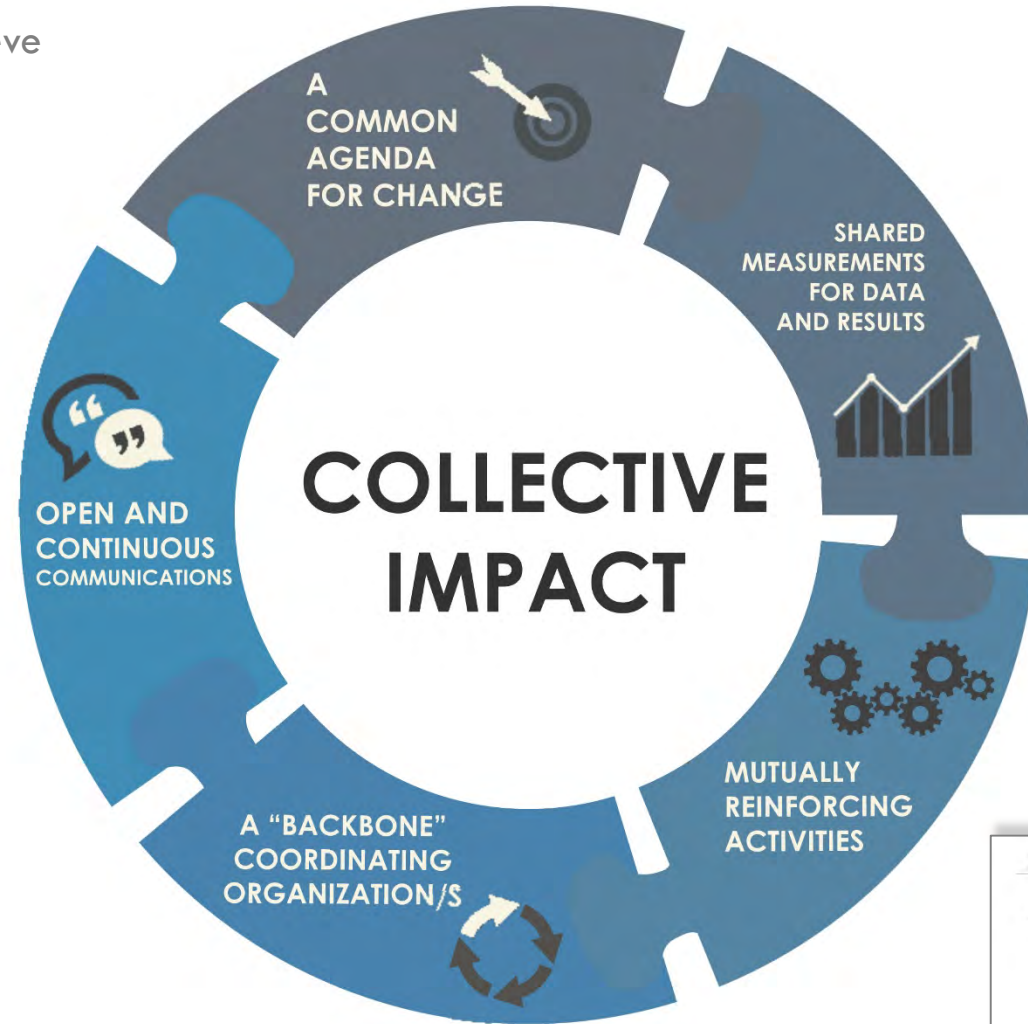 A
COMMON
AGENDA
FOR CHANGE
SHARED
MEASUREMENTS
FOR DATA
AND RESULTS
COLLECTIVE
IMPACT
OPEN AND
CONTINUOUS
COMMUNICATIONS
MUTUALLY
REINFORCING
ACTIVITIES
A “BACKBONE”
COORDINATING
ORGANIZATION/S